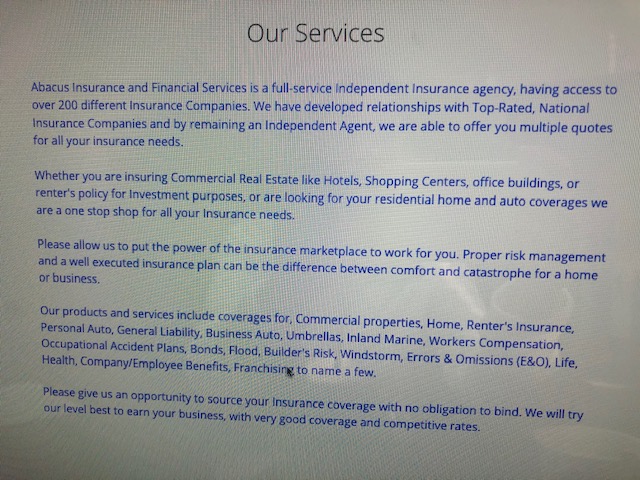 Our Services
Abacus Insurance and Financial Services is a full-service Independent Insurance agency, having access to
over 200 different Insurance Companies. We have developed relationships with Top-Rated, National
Insurance Companies and by remaining an Independent Agent, we are able to offer you multiple quotes
for all your insurance needs.
Whether you are insuring Commercial Real Estate like Hotels, Shopping Centers, office buildings, or
renter's policy for Investment purposes, or are looking for your residential home and auto coverages we
are a one stop shop for all your Insurance needs.
Please allow us to put the power of the insurance marketplace to work for you. Proper risk management
and a well executed insurance plan can be the difference between comfort and catastrophe for a home
or business.
Our products and services include coverages for, Commercial properties, Home, Renter's Insurance,
Personal Auto, General Liability, Business Auto, Umbrellas, Inland Marine, Workers Compensation,
Occupational Accident Plans, Bonds, Flood, Builder's Risk, Windstorm, Errors & Omissions (E&O), Life,
Health, Company/Employee Benefits, Franchising to name a few.
Please give us an opportunity to source your Insurance coverage with no obligation to bind. We will try
our level best to earn your business, with very good coverage and competitive rates.